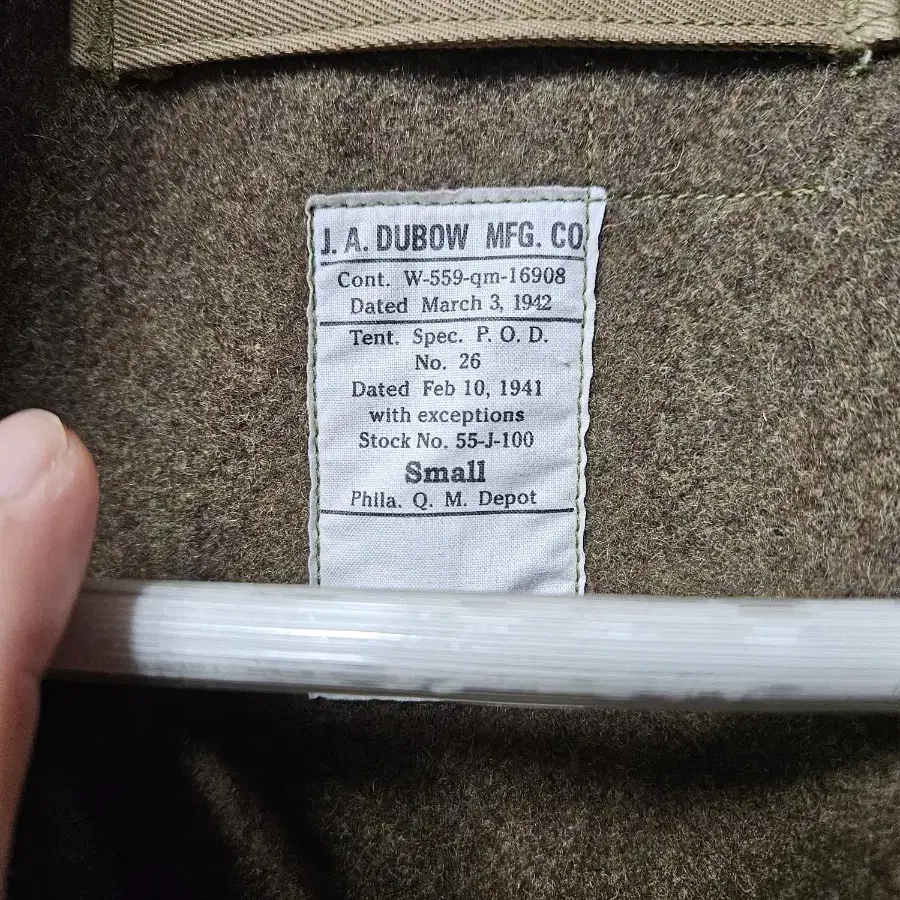 J. A. DUBOW MFG. CO
Cont. W-559-qm-16908
Dated March 3, 1942
Tent. Spec. P. O. D.
No. 26
Dated Feb 10, 1941
with exceptions
Stock No. 55-J-100
Small
Phila. Q. M. Depot